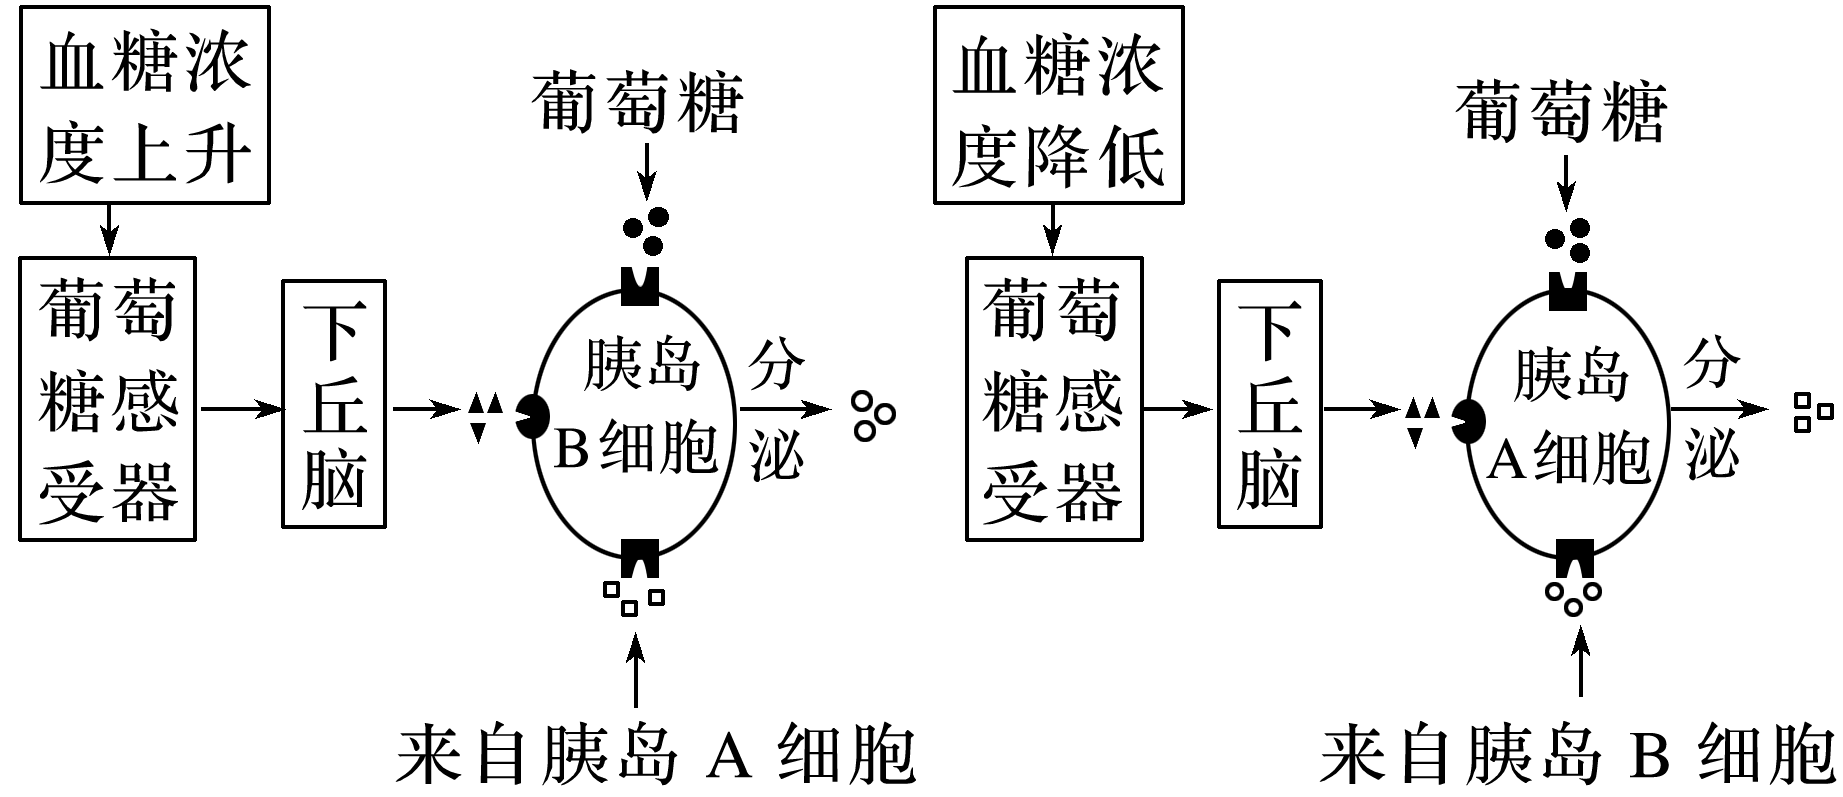 血糖浓
度上升
葡萄糖
葡萄
糖感
受器
下
丘
脑
胰岛
B 细胞
分
泌
来自胰岛 A 细胞
血糖浓
度降低
葡萄糖
葡萄
糖感
受器
下
丘
脑
胰岛
A 细胞
分
泌
来自胰岛 B 细胞